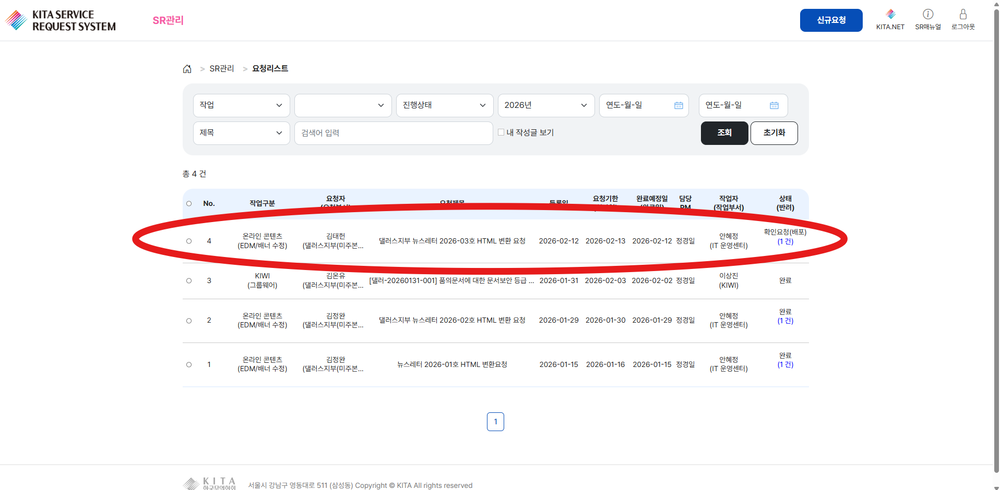 KITA SERVICE
REQUEST SYSTEM
SR관리
신규요청
KITA.NET
SR매뉴얼
로그아웃
> SR관리 > 요청리스트
작업
진행상태
2026년
연도-월-일
연도-월-일
제목
검색어 입력
내 작성글 보기
조회
초기화
총 4 건
No.
작업구분
요청자
요청제목
등록일
요청기한
완료예정일
담당
PM
작업자
(작업부서)
상태
(반려)
4
온라인 콘텐츠
(EDM/배너 수정)
김태헌
(댈러스지부(미주본...
댈러스지부 뉴스레터 2026-03호 HTML 변환 요청
2026-02-12
2026-02-13
2026-02-12
정경일
안혜정
(IT 운영센터)
확인요청(배포)
(1 건)
3
KIWI
(그룹웨어)
김온유
(댈러스지부(미주본...
[댈러-20260131-001] 품의문서에 대한 문서보안 등급 ...
2026-01-31
2026-02-03
2026-02-02
정경일
이상진
(KIWI)
완료
2
온라인 콘텐츠
(EDM/배너 수정)
김정완
(댈러스지부(미주본...
댈러스지부 뉴스레터 2026-02호 HTML 변환 요청
2026-01-29
2026-01-30
2026-01-29
정경일
안혜정
(IT 운영센터)
완료
(1 건)
1
온라인 콘텐츠
(EDM/배너 수정)
김정완
(댈러스지부(미주본...
뉴스레터 2026-01호 HTML 변환요청
2026-01-15
2026-01-16
2026-01-15
정경일
안혜정
(IT 운영센터)
완료
(1 건)
1
KITA
한국무역협회
서울시 강남구 영동대로 511 (삼성동) Copyright © KITA All rights reserved